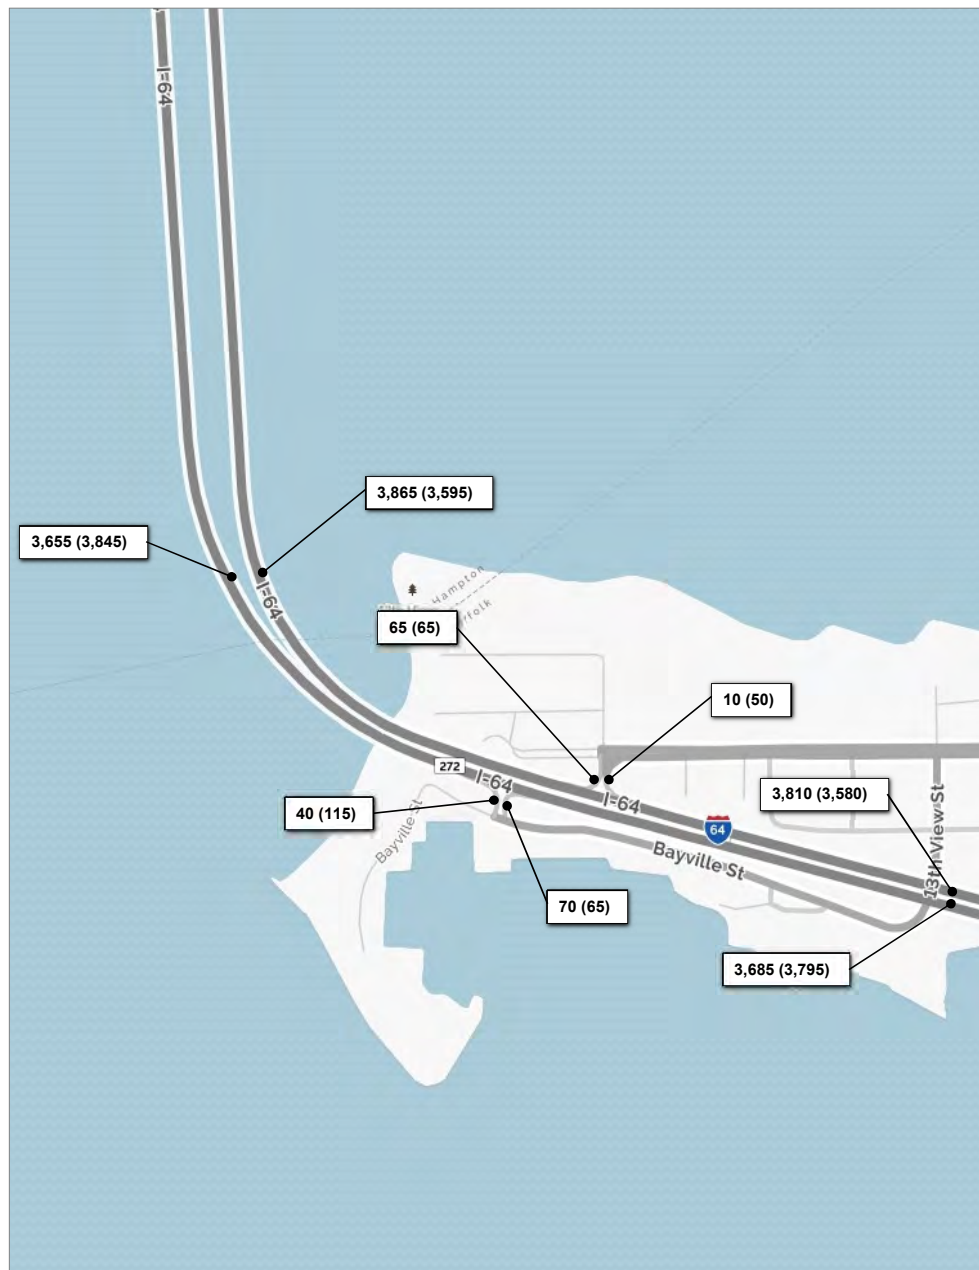 I-64
3,865 (3,595)
3,655 (3,845)
I-64
Hampton
65 (65)
10 (50)
272
I-64
I-64
3,810 (3,580)
40 (115)
64
Bayville St
Bayville St
13th View St
70 (65)
3,685 (3,795)